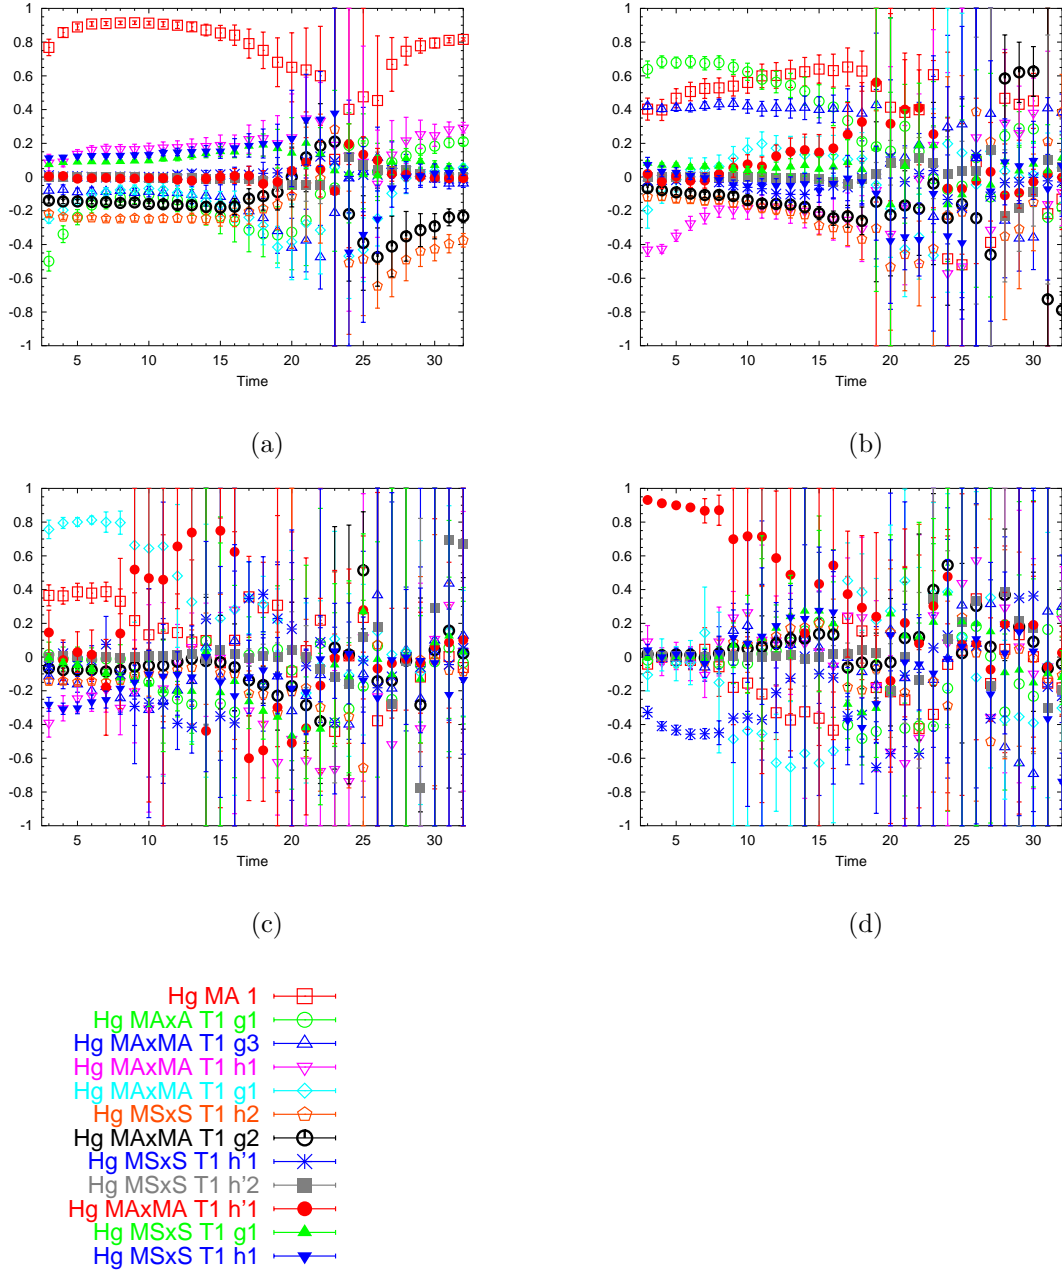 1
0.8
0.6
0.4
0.2
0
-0.2
-0.4
-0.6
-0.8
-1
5 10 15 20 25 30
Time
(a)
1
0.8
0.6
0.4
0.2
0
-0.2
-0.4
-0.6
-0.8
-1
5 10 15 20 25 30
Time
(b)
1
0.8
0.6
0.4
0.2
0
-0.2
-0.4
-0.6
-0.8
-1
5 10 15 20 25 30
Time
(c)
1
0.8
0.6
0.4
0.2
0
-0.2
-0.4
-0.6
-0.8
-1
5 10 15 20 25 30
Time
(d)
Hg MA 1
Hg MAxA T1 g1
Hg MAxMA T1 g3
Hg MAxMA T1 h1
Hg MAxMA T1 g1
Hg MSxS T1 h2
Hg MAxMA T1 g2
Hg MSxS T1 h'1
Hg MSxS T1 h'2
Hg MAxMA T1 h'1
Hg MSxS T1 g1
Hg MSxS T1 h1